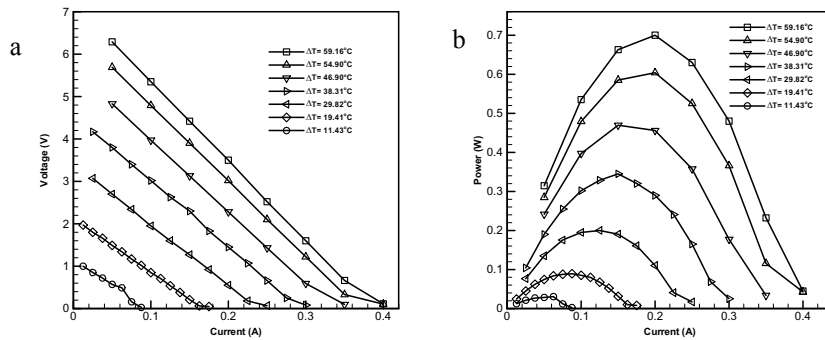 a
7
6
5
4
3
2
1
0
Voltage (V)
0.1
0.2
0.3
0.4
Current (A)
ΔT= 59.16°C
ΔT= 54.90°C
ΔT= 46.90°C
ΔT= 38.31°C
ΔT= 29.82°C
ΔT= 19.41°C
ΔT= 11.43°C
b
0.7
0.6
0.5
0.4
0.3
0.2
0.1
0
Power (W)
0.1
0.2
0.3
0.4
Current (A)
ΔT= 59.16°C
ΔT= 54.90°C
ΔT= 46.90°C
ΔT= 38.31°C
ΔT= 29.82°C
ΔT= 19.41°C
ΔT= 11.43°C